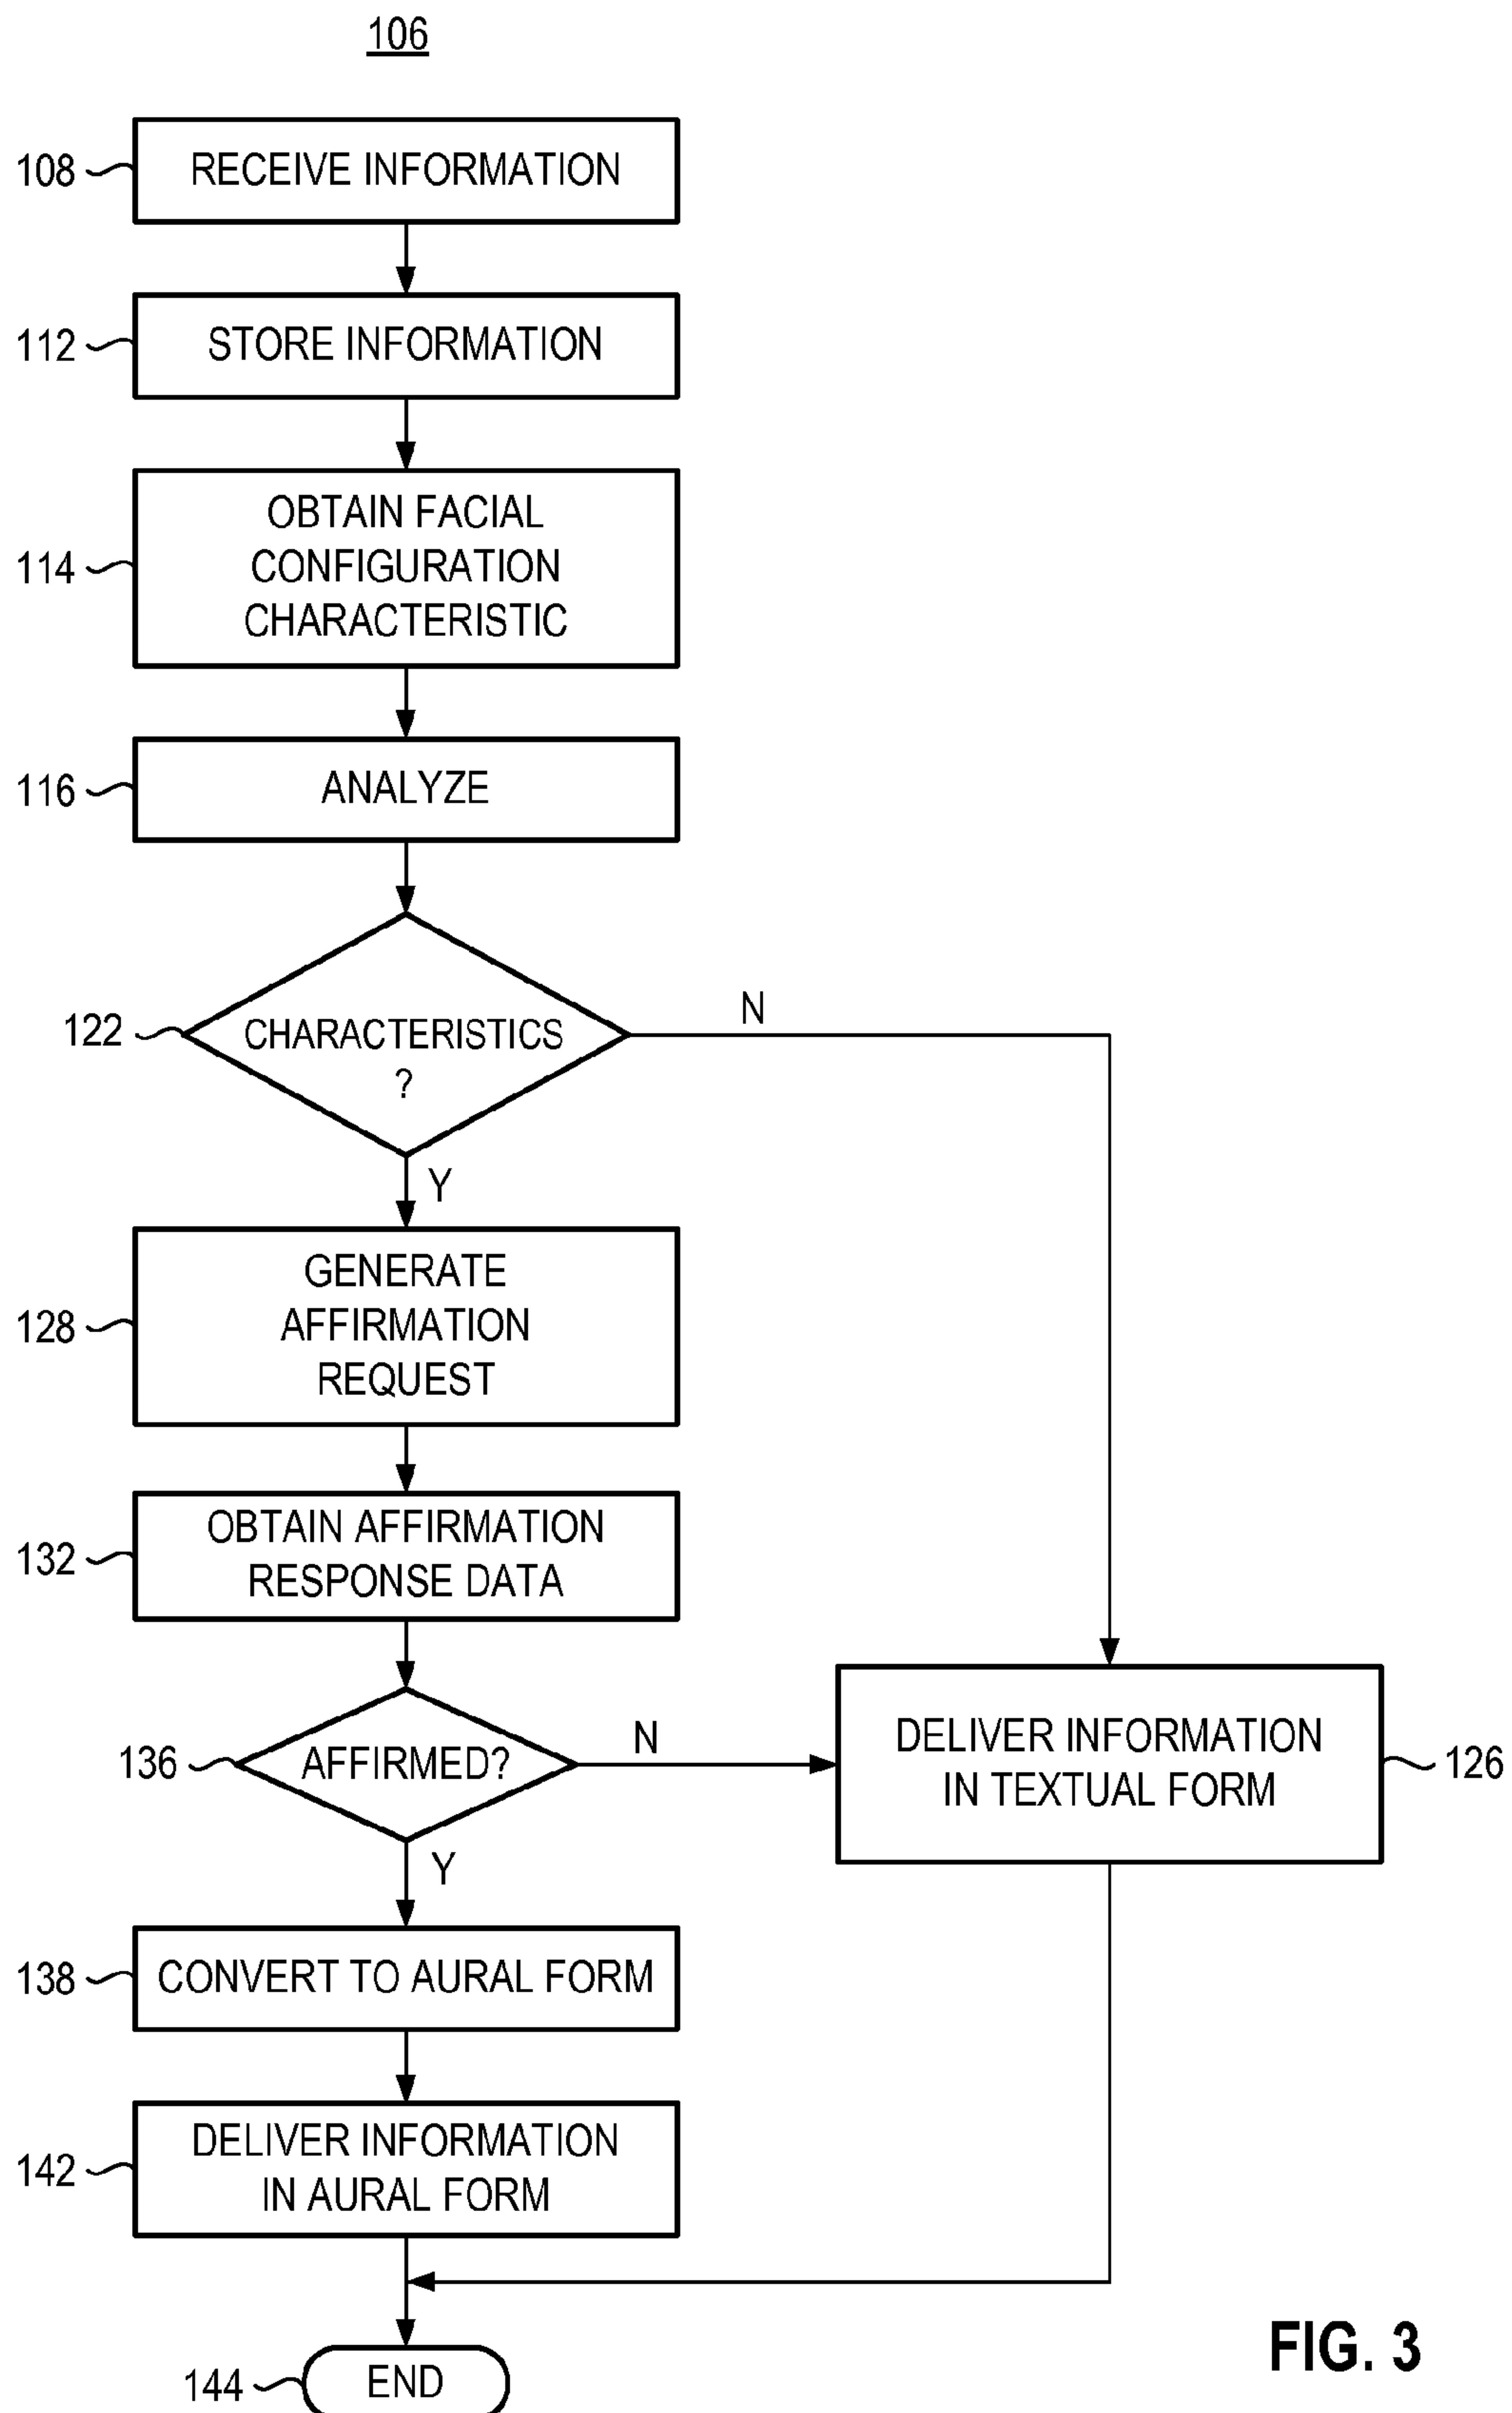 106
108
RECEIVE INFORMATION
112
STORE INFORMATION
114
OBTAIN FACIAL
CONFIGURATION
CHARACTERISTIC
116
ANALYZE
122
CHARACTERISTICS
?
N
Y
128
GENERATE
AFFIRMATION
REQUEST
132
OBTAIN AFFIRMATION
RESPONSE DATA
136
AFFIRMED?
N
Y
DELIVER INFORMATION
IN TEXTUAL FORM
126
138
CONVERT TO AURAL FORM
142
DELIVER INFORMATION
IN AURAL FORM
144
END
FIG. 3